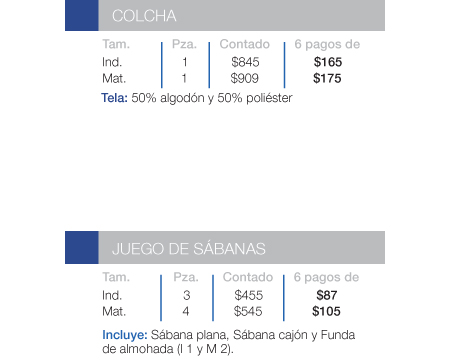 COLCHA
Tam. Pza. Contado 6 pagos de
Ind. 1 $845 $165
Mat. 1 $909 $175
Tela: 50% algodón y 50% poliéster
JUEGO DE SÁBANAS
Tam. Pza. Contado 6 pagos de
Ind. 3 $455 $87
Mat. 4 $545 $105
Incluye: Sábana plana, Sábana cajón y Funda
de almohada (I 1 y M 2).